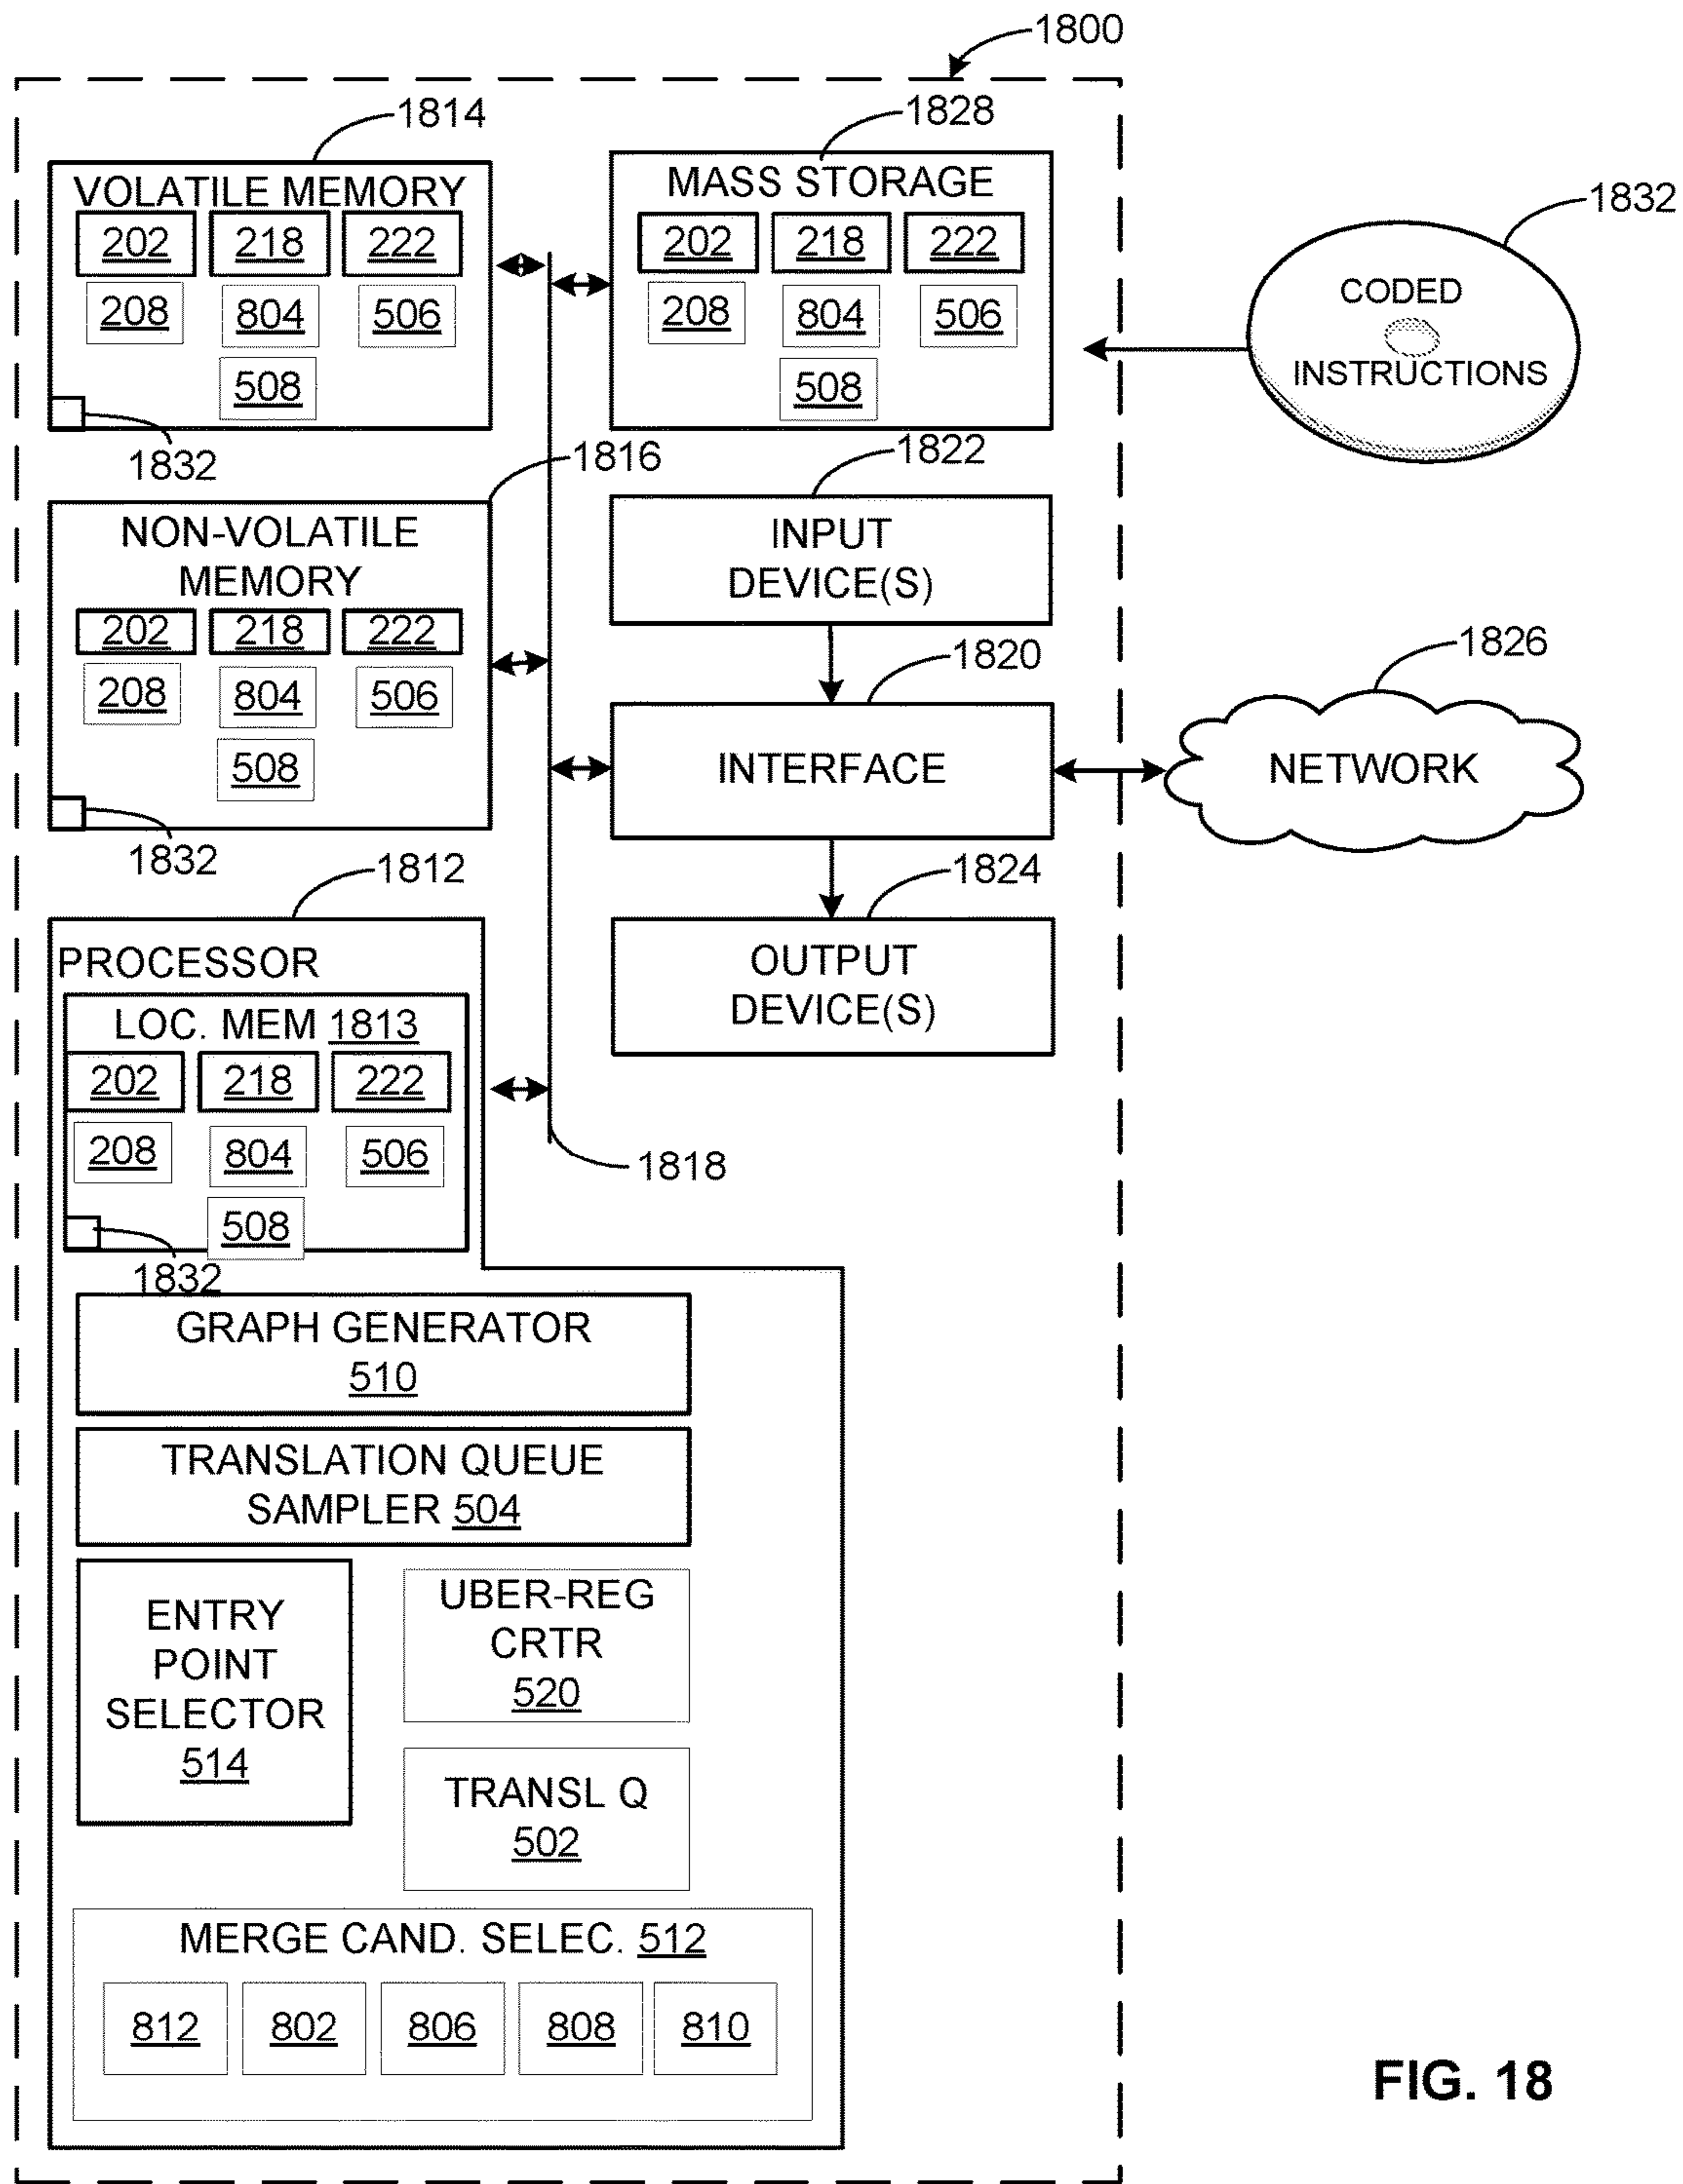 1800
1814
VOLATILE MEMORY
202 218 222
208 804 506
508
1832
1828
MASS STORAGE
202 218 222
208 804 506
508
1832
CODED
INSTRUCTIONS
1816
NON-VOLATILE
MEMORY
202 218 222
208 804 506
508
1832
1822
INPUT
DEVICE(S)
1820
INTERFACE
1826
NETWORK
1824
OUTPUT
DEVICE(S)
1812
PROCESSOR
LOC. MEM 1813
202 218 222
208 804 506
508
1832
1818
GRAPH GENERATOR
510
TRANSLATION QUEUE
SAMPLER 504
ENTRY
POINT
SELECTOR
514
UBER-REG
CRTR
520
TRANSL Q
502
MERGE CAND. SELEC. 512
812 802 806 808 810
FIG. 18